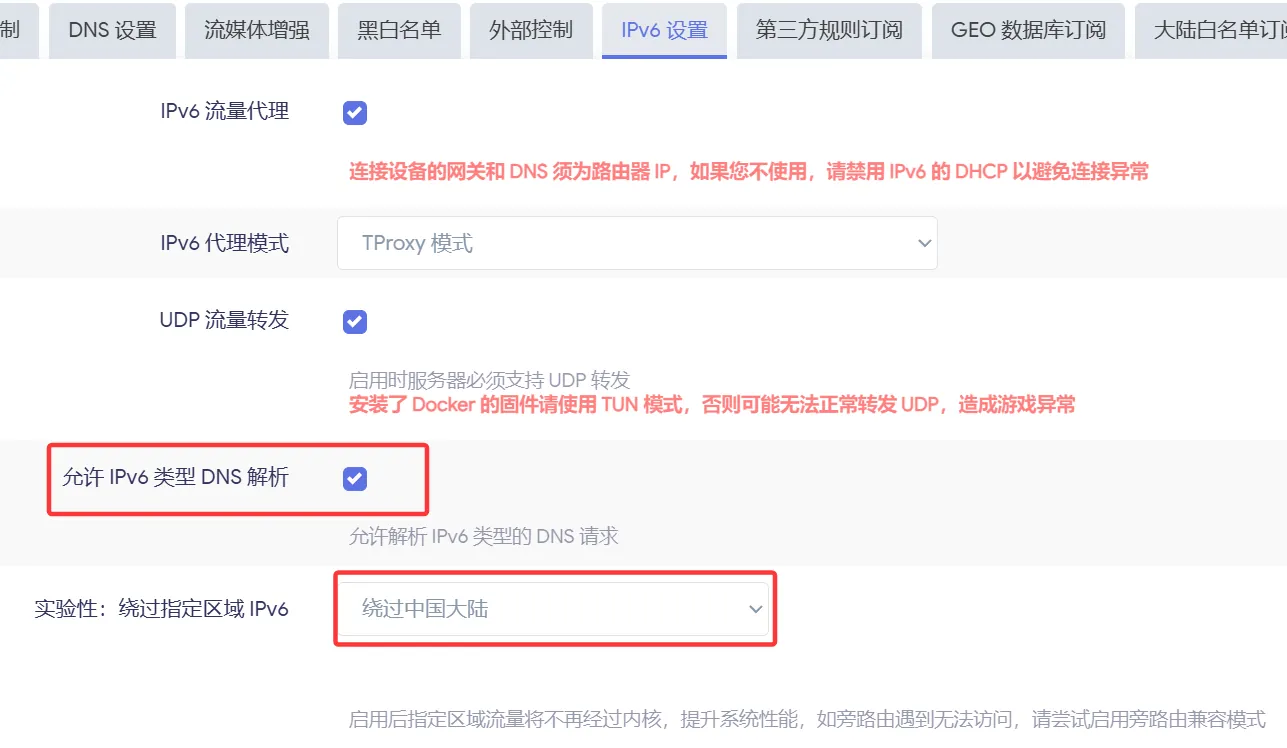 制 DNS 设置 流媒体增强 黑白名单 外部控制 IPv6 设置 第三方规则订阅 GEO 数据库订阅 大陆白名单订阅
IPv6 流量代理
连接设备的网关和 DNS 须为路由器 IP，如果您不使用，请禁用 IPv6 的 DHCP 以避免连接异常
IPv6 代理模式 TProxy 模式
UDP 流量转发
启用时服务器必须支持 UDP 转发
安装了 Docker 的固件请使用 TUN 模式，否则可能无法正常转发 UDP，造成游戏异常
允许 IPv6 类型 DNS 解析
允许解析 IPv6 类型的 DNS 请求
实验性：绕过指定区域 IPv6 绕过中国大陆
启用后指定区域流量将不再经过内核，提升系统性能，如旁路由遇到无法访问，请尝试启用旁路由兼容模式